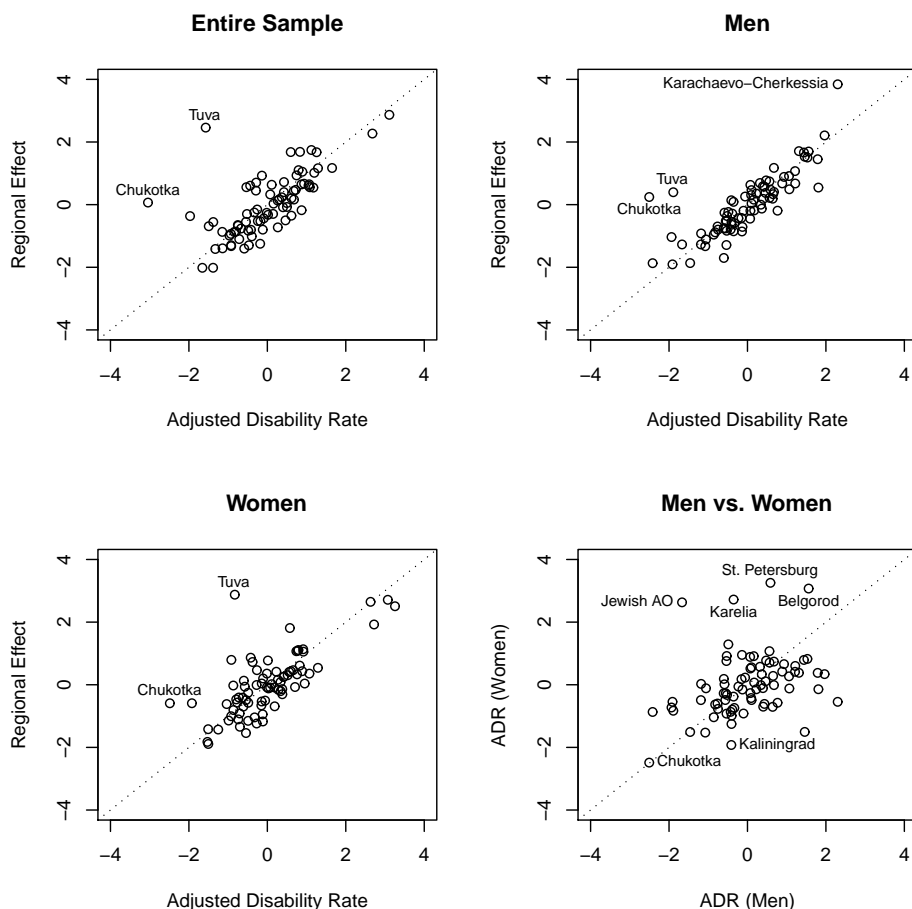 Entire Sample
4
2
0
−2
−4
Regional Effect
Tuva
Chukotka
−4 −2 0 2 4
Adjusted Disability Rate
Men
4
2
0
−2
−4
Regional Effect
Karachaevo−Cherkessia
Tuva
Chukotka
−4 −2 0 2 4
Adjusted Disability Rate
Women
4
2
0
−2
−4
Regional Effect
Tuva
Chukotka
−4 −2 0 2 4
Adjusted Disability Rate
Men vs. Women
4
2
0
−2
−4
ADR (Women)
St. Petersburg
Jewish AO
Belgorod
Karelia
Kaliningrad
Chukotka
−4 −2 0 2 4
ADR (Men)